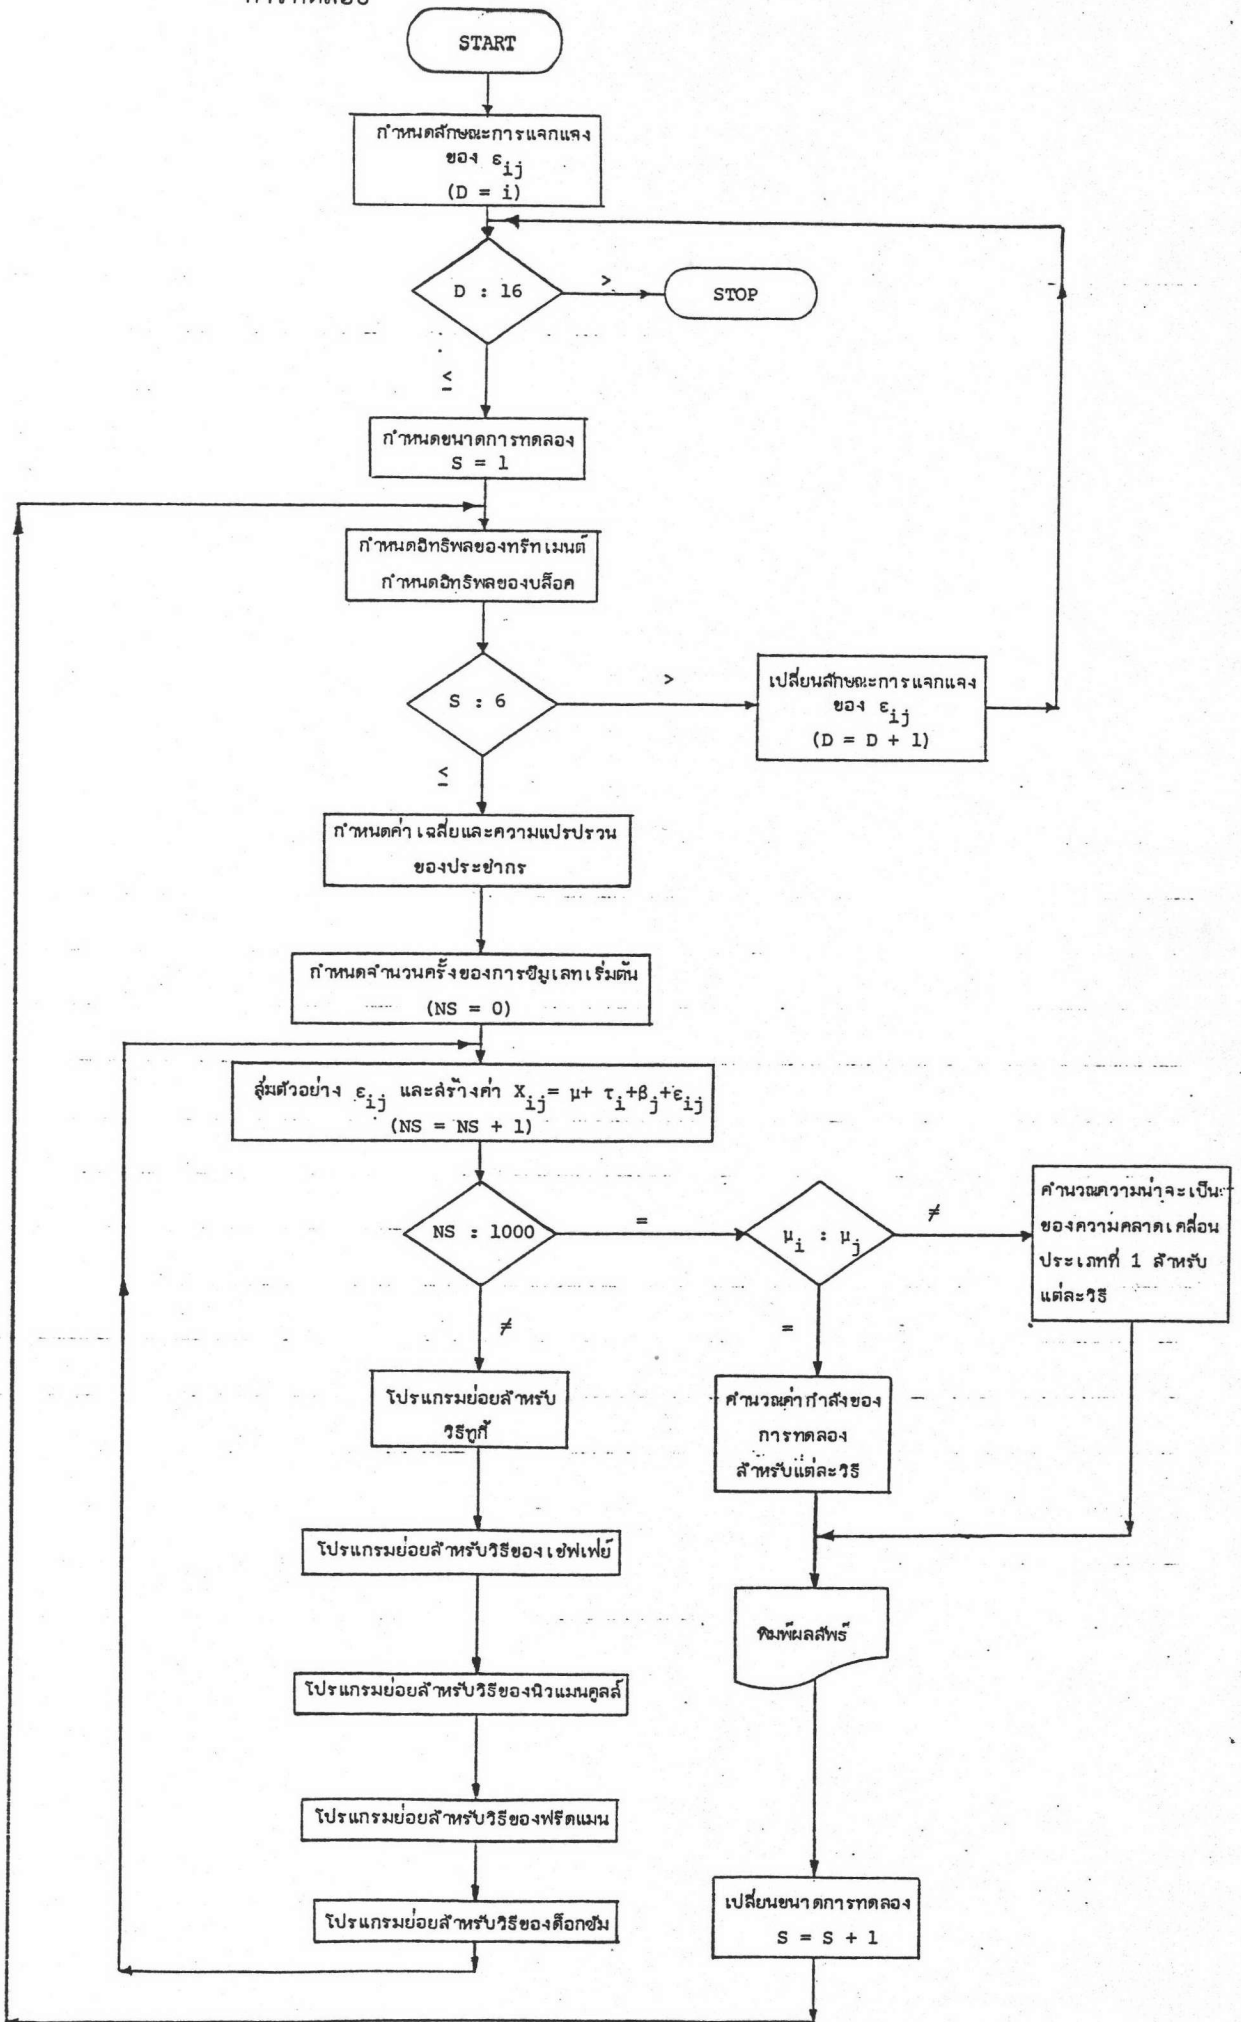 START
กำหนดลักษณะการแจกแจง
ของ εij
(D = i)
D : 16
>
STOP
≤
กำหนดขนาดการทดลอง
S = 1
กำหนดอิทธิพลของทรีทเมนต์
กำหนดอิทธิพลของบล็อค
S : 6
>
เปลี่ยนลักษณะการแจกแจง
ของ εij
(D = D + 1)
≤
กำหนดค่าเฉลี่ยและความแปรปรวน
ของประชากร
กำหนดจำนวนครั้งของการซิมูเลทเริ่มต้น
(NS = 0)
สุ่มตัวอย่าง εij และสร้างค่า Xij= μ+ τi+βj+εij
(NS = NS + 1)
NS : 1000
=
μi : μj
≠
คำนวณความน่าจะเป็น
ของความคลาดเคลื่อน
ประเภทที่ 1 สำหรับ
แต่ละวิธี
≠
=
โปรแกรมย่อยสำหรับ
วิธีทูกี้
คำนวณค่ากำลังของ
การทดลอง
สำหรับแต่ละวิธี
โปรแกรมย่อยสำหรับวิธีของเชฟเฟย์
พิมพ์ผลลัพธ์
โปรแกรมย่อยสำหรับวิธีของนิวแมนคูลล์
โปรแกรมย่อยสำหรับวิธีของฟรีดแมน
โปรแกรมย่อยสำหรับวิธีของด็อกซัม
เปลี่ยนขนาดการทดลอง
S = S + 1